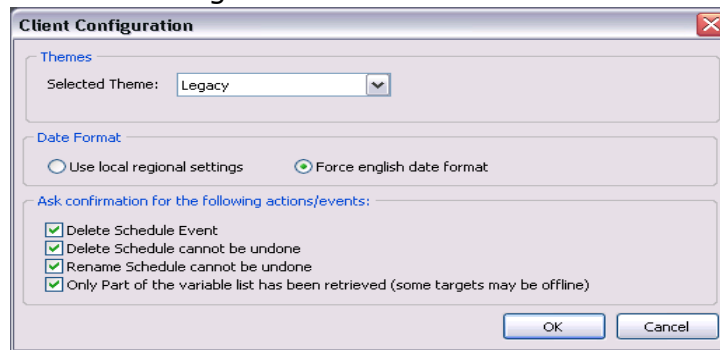 Client Configuration
Themes
Selected Theme: Legacy
Date Format
Use local regional settings Force english date format
Ask confirmation for the following actions/events:
Delete Schedule Event
Delete Schedule cannot be undone
Rename Schedule cannot be undone
Only Part of the variable list has been retrieved (some targets may be offline)
OK Cancel